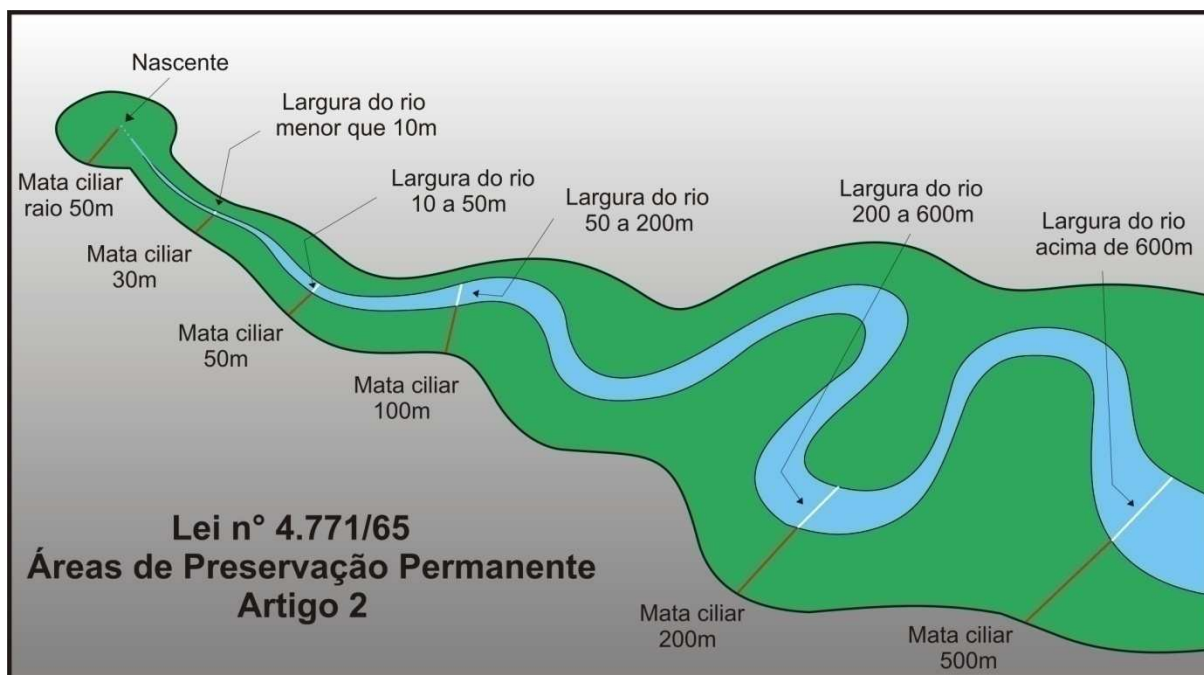 Nascente
Largura do rio
menor que 10m
Largura do rio
10 a 50m
Largura do rio
50 a 200m
Largura do rio
200 a 600m
Largura do rio
acima de 600m
Mata ciliar
raio 50m
Mata ciliar
30m
Mata ciliar
50m
Mata ciliar
100m
Mata ciliar
200m
Mata ciliar
500m
Lei n° 4.771/65
Áreas de Preservação Permanente
Artigo 2